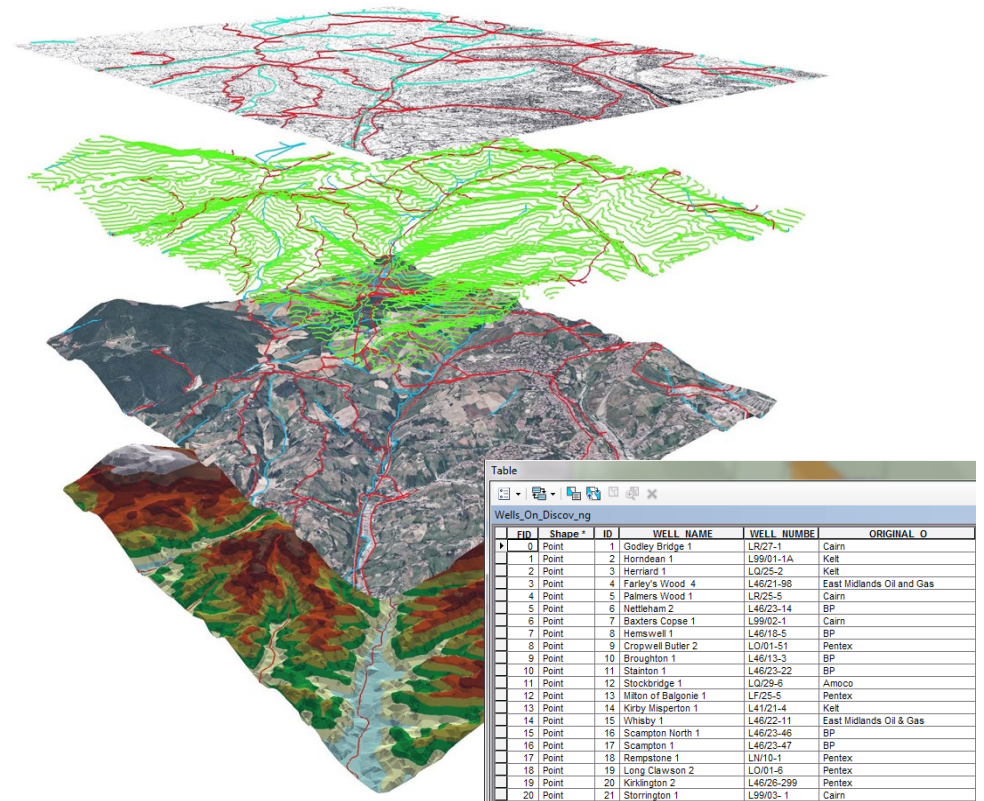 Table
Wells_On_Discov_ng
FID Shape * ID WELL_NAME WELL_NUMBE ORIGINAL_O
0 Point 1 Godley Bridge 1 LR/27-1 Cairn
1 Point 2 Horndean 1 L99/01-1A Kelt
2 Point 3 Herriard 1 LQ/25-2 Kelt
3 Point 4 Farley's Wood 4 L46/21-98 East Midlands Oil and Gas
4 Point 5 Palmers Wood 1 LR/25-5 Cairn
5 Point 6 Nettleham 2 L46/23-14 BP
6 Point 7 Baxters Copse 1 L99/02-1 Cairn
7 Point 8 Hemswell 1 L46/18-5 BP
8 Point 9 Cropwell Butler 2 LO/01-51 Pentex
9 Point 10 Broughton 1 L46/13-3 BP
10 Point 11 Stainton 1 L46/23-22 BP
11 Point 12 Stockbridge 1 LQ/29-6 Amoco
12 Point 13 Milton of Balgonie 1 LF/25-5 Pentex
13 Point 14 Kirby Misperton 1 L41/21-4 Kelt
14 Point 15 Whisby 1 L46/22-11 East Midlands Oil & Gas
15 Point 16 Scampton North 1 L46/23-46 BP
16 Point 17 Scampton 1 L46/23-47 BP
17 Point 18 Rempstone 1 LN/10-1 Pentex
18 Point 19 Long Clawson 2 LO/01-6 Pentex
19 Point 20 Kirklington 2 L46/26-299 Pentex
20 Point 21 Storrington 1 L99/03- 1 Cairn